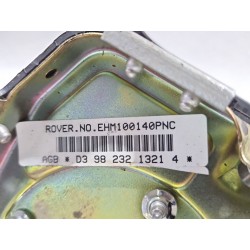 ROVER.NO.EHM100140PNC
AGB * D3 98 232 1321 4 *